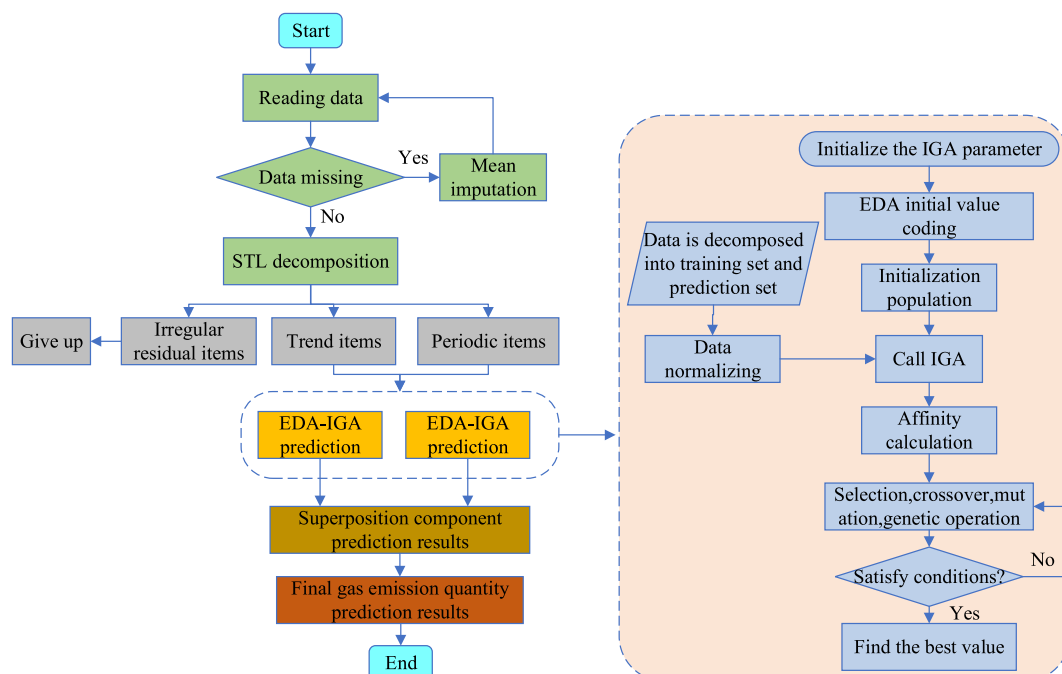 Start
Reading data
Data missing
Yes
Mean
imputation
No
STL decomposition
Give up
Irregular
residual items
Trend items
Periodic items
EDA-IGA
prediction
EDA-IGA
prediction
Superposition component
prediction results
Final gas emission quantity
prediction results
End
Initialize the IGA parameter
EDA initial value
coding
Initialization
population
Data is decomposed
into training set and
prediction set
Data
normalizing
Call IGA
Affinity
calculation
Selection,crossover,mut
ation,genetic operation
Satisfy conditions?
No
Yes
Find the best value